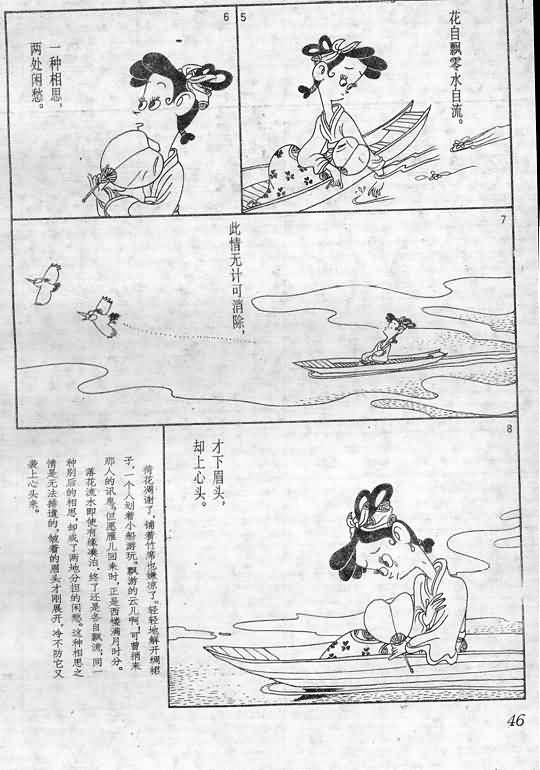 5
花自飘零水自流。
6
一种相思,
两处闲愁。
7
此情无计可消除,
8
才下眉头,
却上心头。
荷花凋谢了,铺着竹席也嫌凉了。轻轻地解开绸裙
子,一个人划着小船游玩。飘游的云儿啊,可曾捎来
那人的讯息,但愿雁儿回来时,正是西楼满月时分。
落花流水即使有缘凑泊,终了还是各自飘流,同一
种别后的相思,却成了两地分担的闲愁。这种相思之
情是无法排遣的,皱着的眉头才刚展开,冷不防它又
袭上心头来。
46